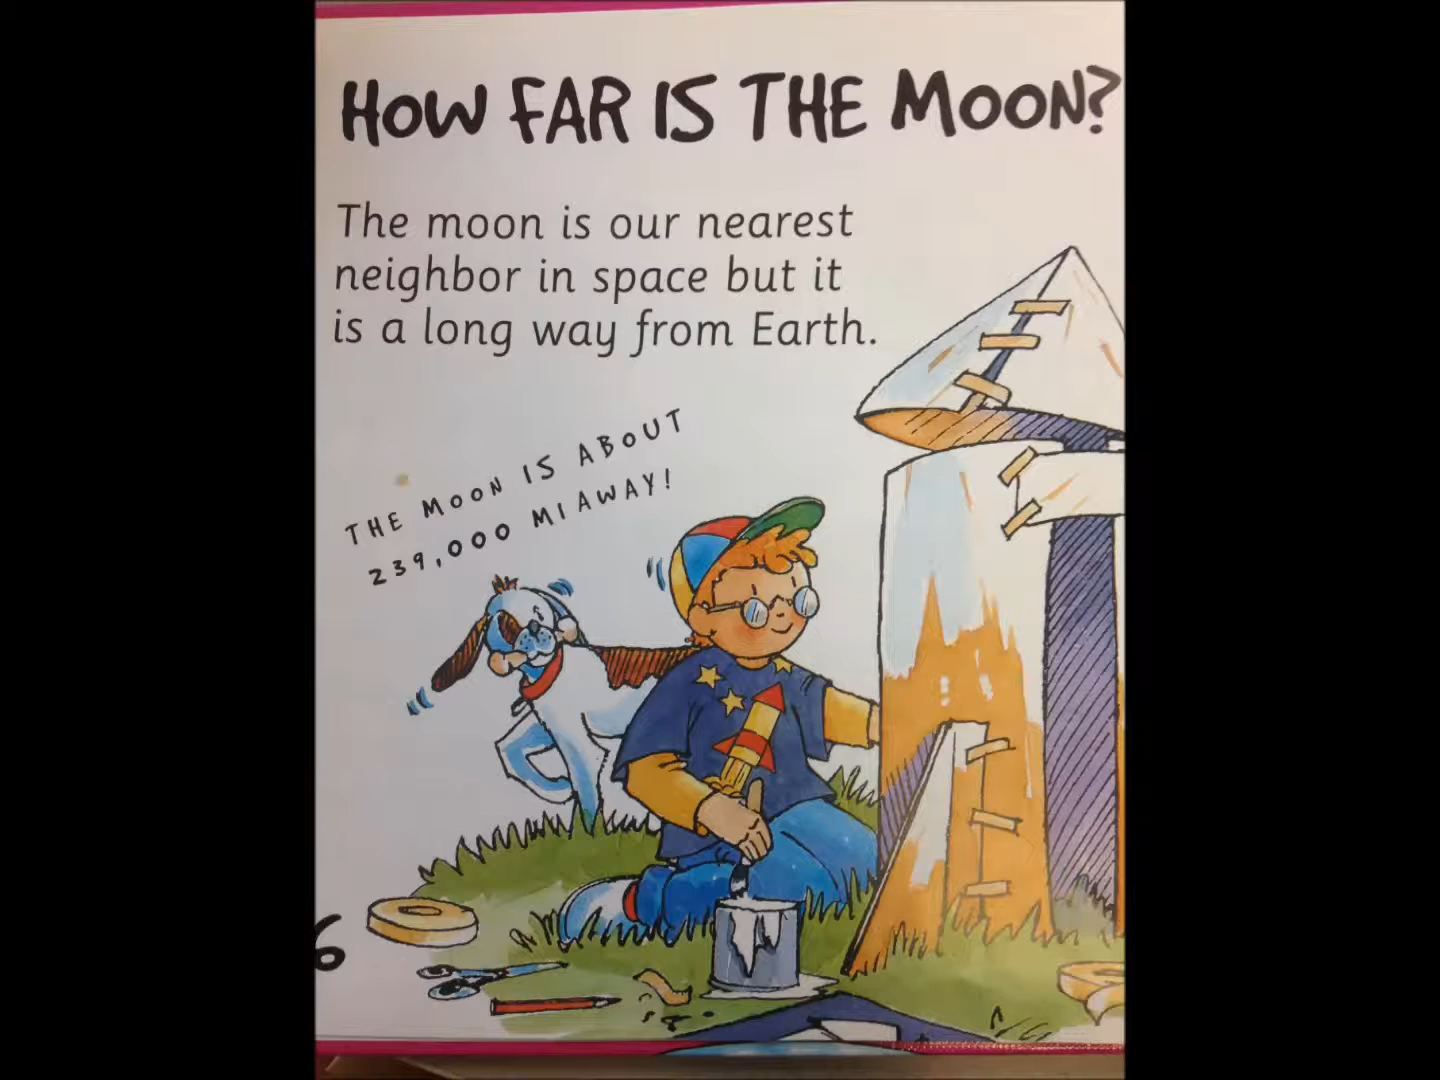 HOW FAR IS THE MOON?
The moon is our nearest
neighbor in space but it
is a long way from Earth.
THE MOON IS ABOUT
239,000 MI AWAY!
6